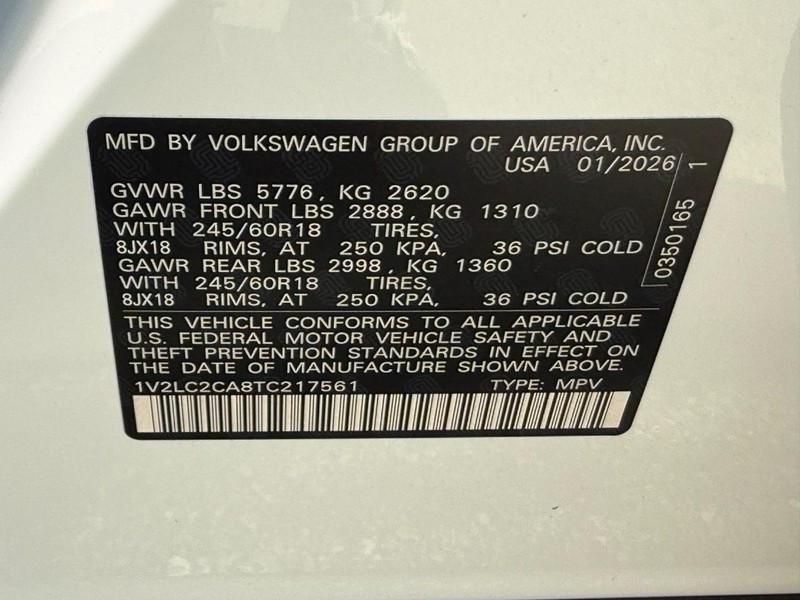 MFD BY VOLKSWAGEN GROUP OF AMERICA, INC.
USA 01/2026
GVWR LBS 5776, KG 2620
GAWR FRONT LBS 2888, KG 1310
WITH 245/60R18 TIRES,
8JX18 RIMS, AT 250 KPA, 36 PSI COLD
GAWR REAR LBS 2998, KG 1360
WITH 245/60R18 TIRES,
8JX18 RIMS, AT 250 KPA, 36 PSI COLD
THIS VEHICLE CONFORMS TO ALL APPLICABLE
U.S. FEDERAL MOTOR VEHICLE SAFETY AND
THEFT PREVENTION STANDARDS IN EFFECT ON
THE DATE OF MANUFACTURE SHOWN ABOVE.
1V2LC2CA8TC217561 TYPE: MPV
0350165 1